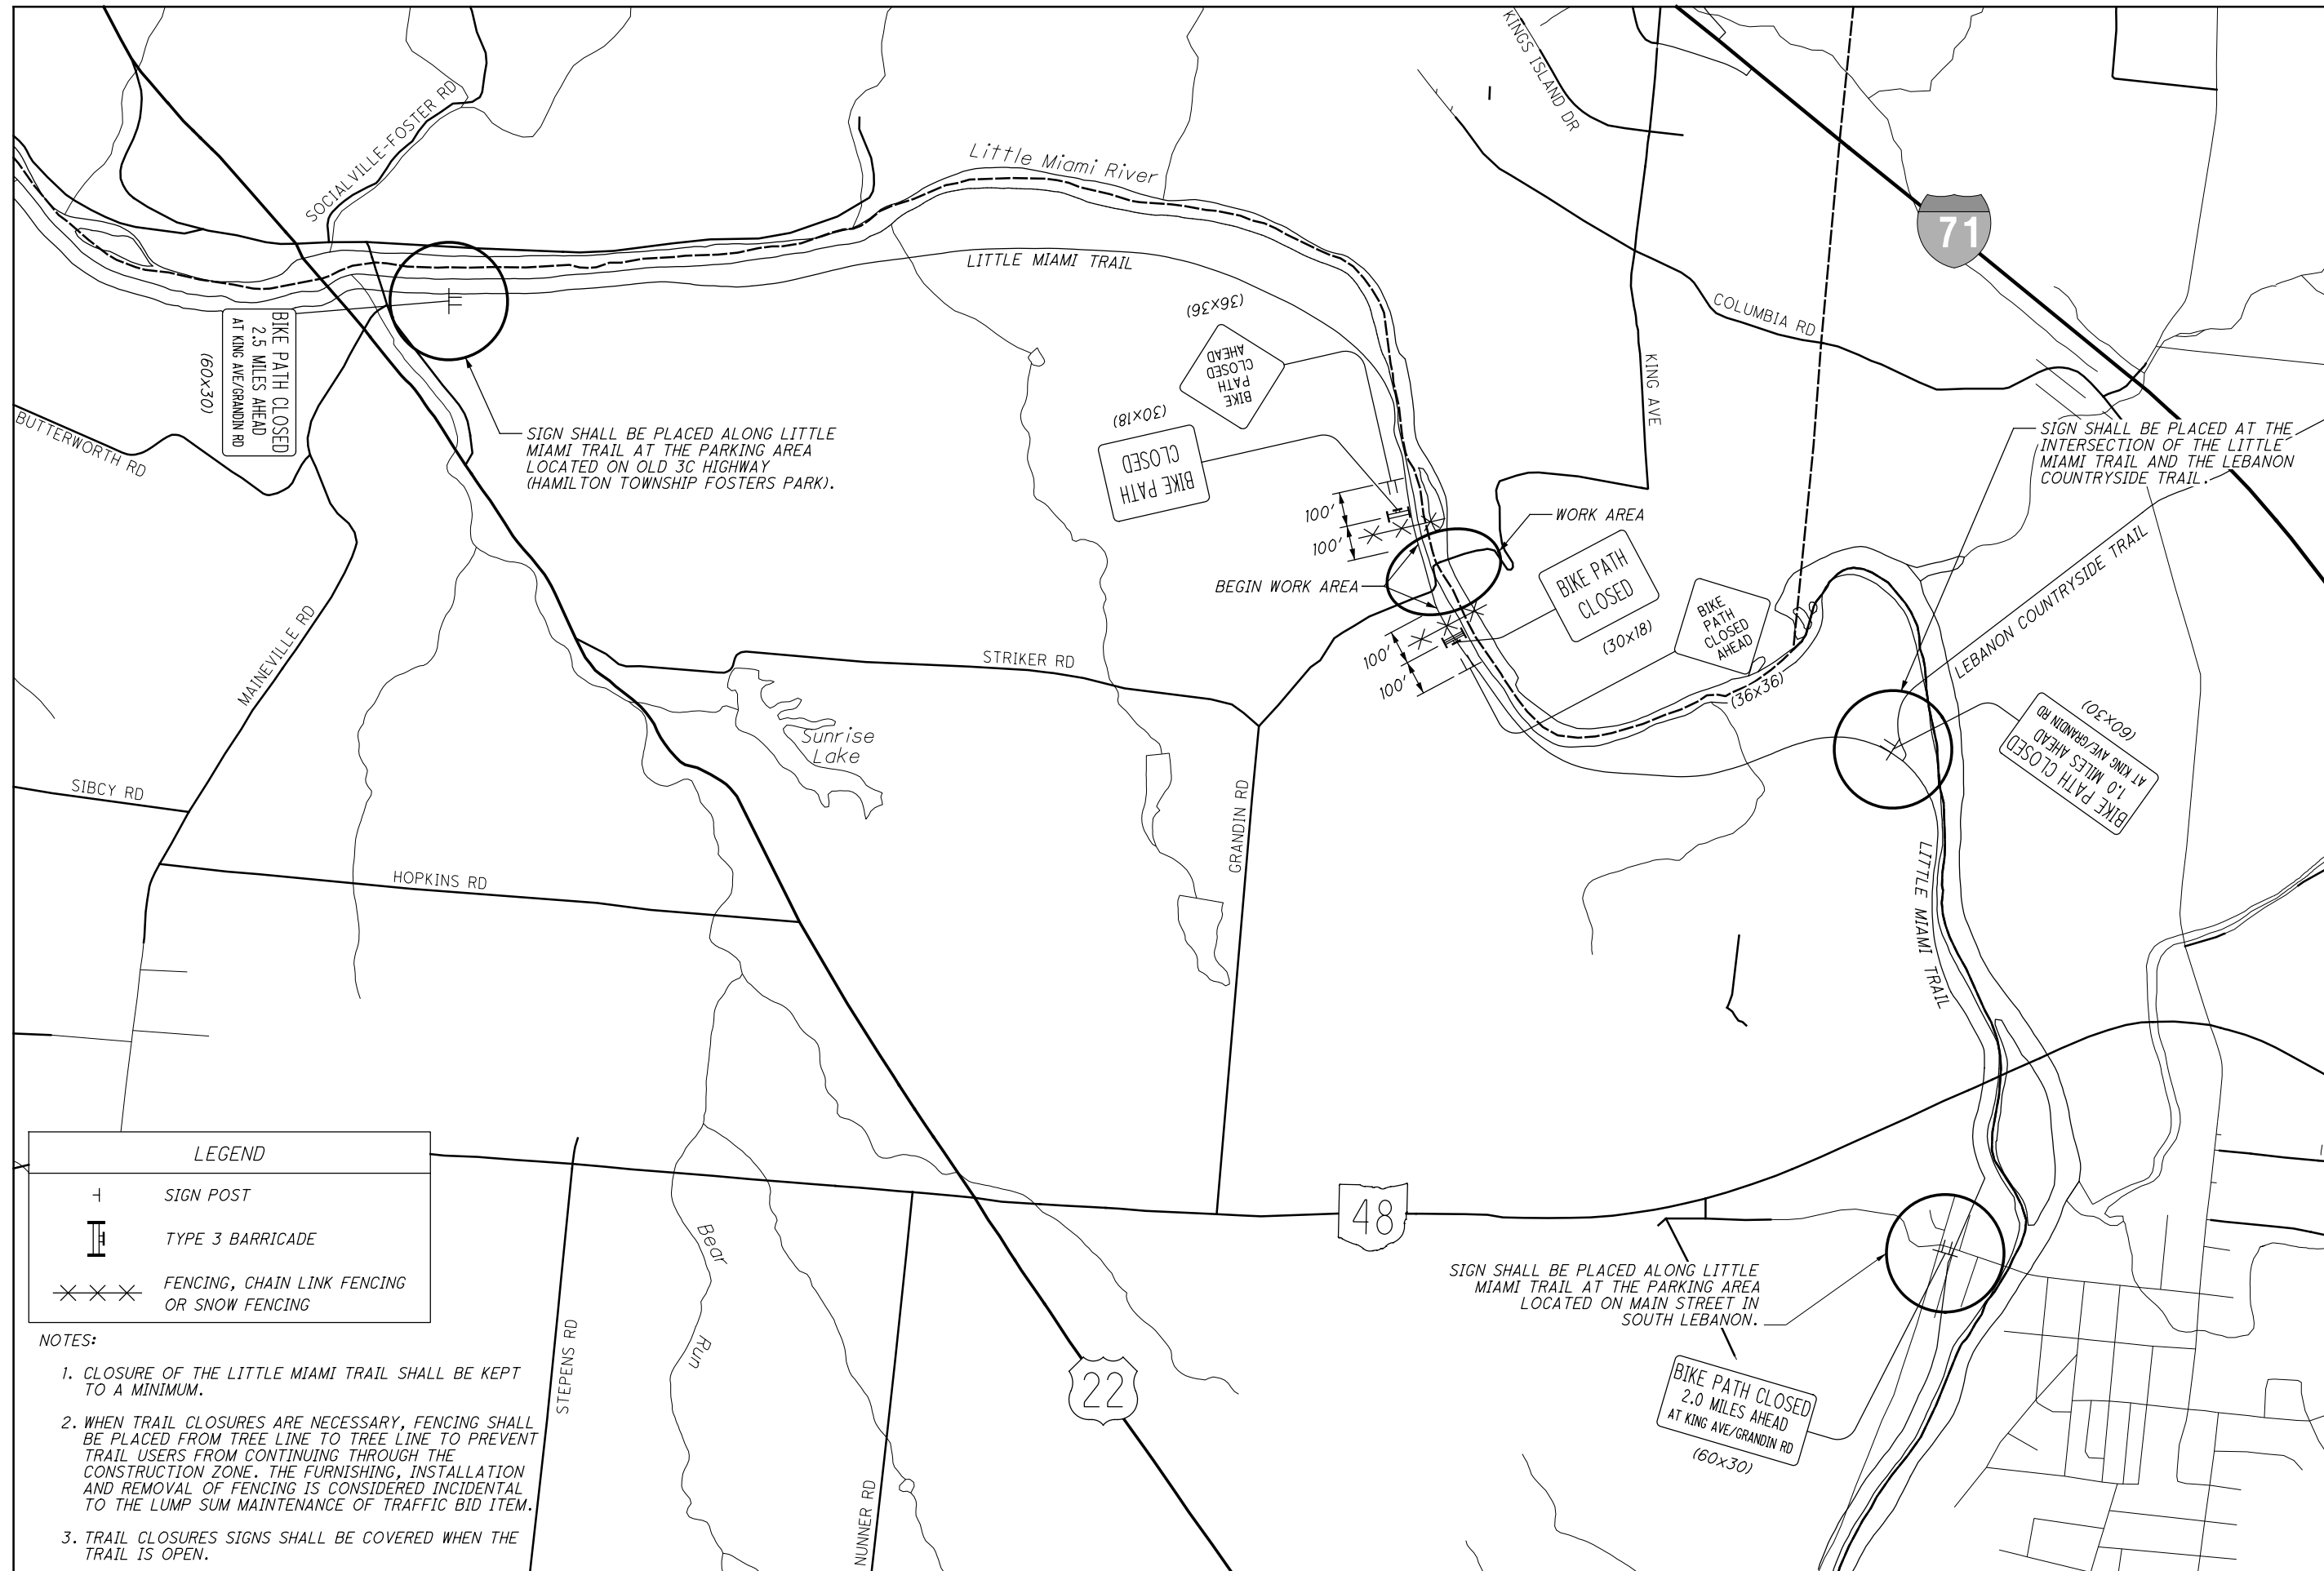 KINGS ISLAND DR
SOCIALVILLE-FOSTER RD
Little Miami River
71
LITTLE MIAMI TRAIL
COLUMBIA RD
KING AVE
BIKE PATH CLOSED
2.5 MILES AHEAD
AT KING AVE/GRANDIN RD
(60x30)
BUTTERWORTH RD
SIGN SHALL BE PLACED ALONG LITTLE
MIAMI TRAIL AT THE PARKING AREA
LOCATED ON OLD 3C HIGHWAY
(HAMILTON TOWNSHIP FOSTERS PARK).
(36x36)
BIKE
PATH
CLOSED
AHEAD
(30x18)
BIKE PATH
CLOSED
SIGN SHALL BE PLACED AT THE
INTERSECTION OF THE LITTLE
MIAMI TRAIL AND THE LEBANON
COUNTRYSIDE TRAIL.
100'
100'
WORK AREA
BEGIN WORK AREA
BIKE PATH
CLOSED
(30x18)
100'
100'
BIKE
PATH
CLOSED
AHEAD
(36x36)
LEBANON COUNTRYSIDE TRAIL
BIKE PATH CLOSED
1.0 MILES AHEAD
AT KING AVE/GRANDIN RD
(60x30)
MAINEVILLE RD
STRIKER RD
Sunrise
Lake
SIBCY RD
HOPKINS RD
GRANDIN RD
LITTLE MIAMI TRAIL
48
SIGN SHALL BE PLACED ALONG LITTLE
MIAMI TRAIL AT THE PARKING AREA
LOCATED ON MAIN STREET IN
SOUTH LEBANON.
BIKE PATH CLOSED
2.0 MILES AHEAD
AT KING AVE/GRANDIN RD
(60x30)
Bear
Run
22
STEPENS RD
NUNNER RD
LEGEND
SIGN POST
TYPE 3 BARRICADE
FENCING, CHAIN LINK FENCING
OR SNOW FENCING
NOTES:
1. CLOSURE OF THE LITTLE MIAMI TRAIL SHALL BE KEPT
TO A MINIMUM.
2. WHEN TRAIL CLOSURES ARE NECESSARY, FENCING SHALL
BE PLACED FROM TREE LINE TO TREE LINE TO PREVENT
TRAIL USERS FROM CONTINUING THROUGH THE
CONSTRUCTION ZONE. THE FURNISHING, INSTALLATION
AND REMOVAL OF FENCING IS CONSIDERED INCIDENTAL
TO THE LUMP SUM MAINTENANCE OF TRAFFIC BID ITEM.
3. TRAIL CLOSURES SIGNS SHALL BE COVERED WHEN THE
TRAIL IS OPEN.